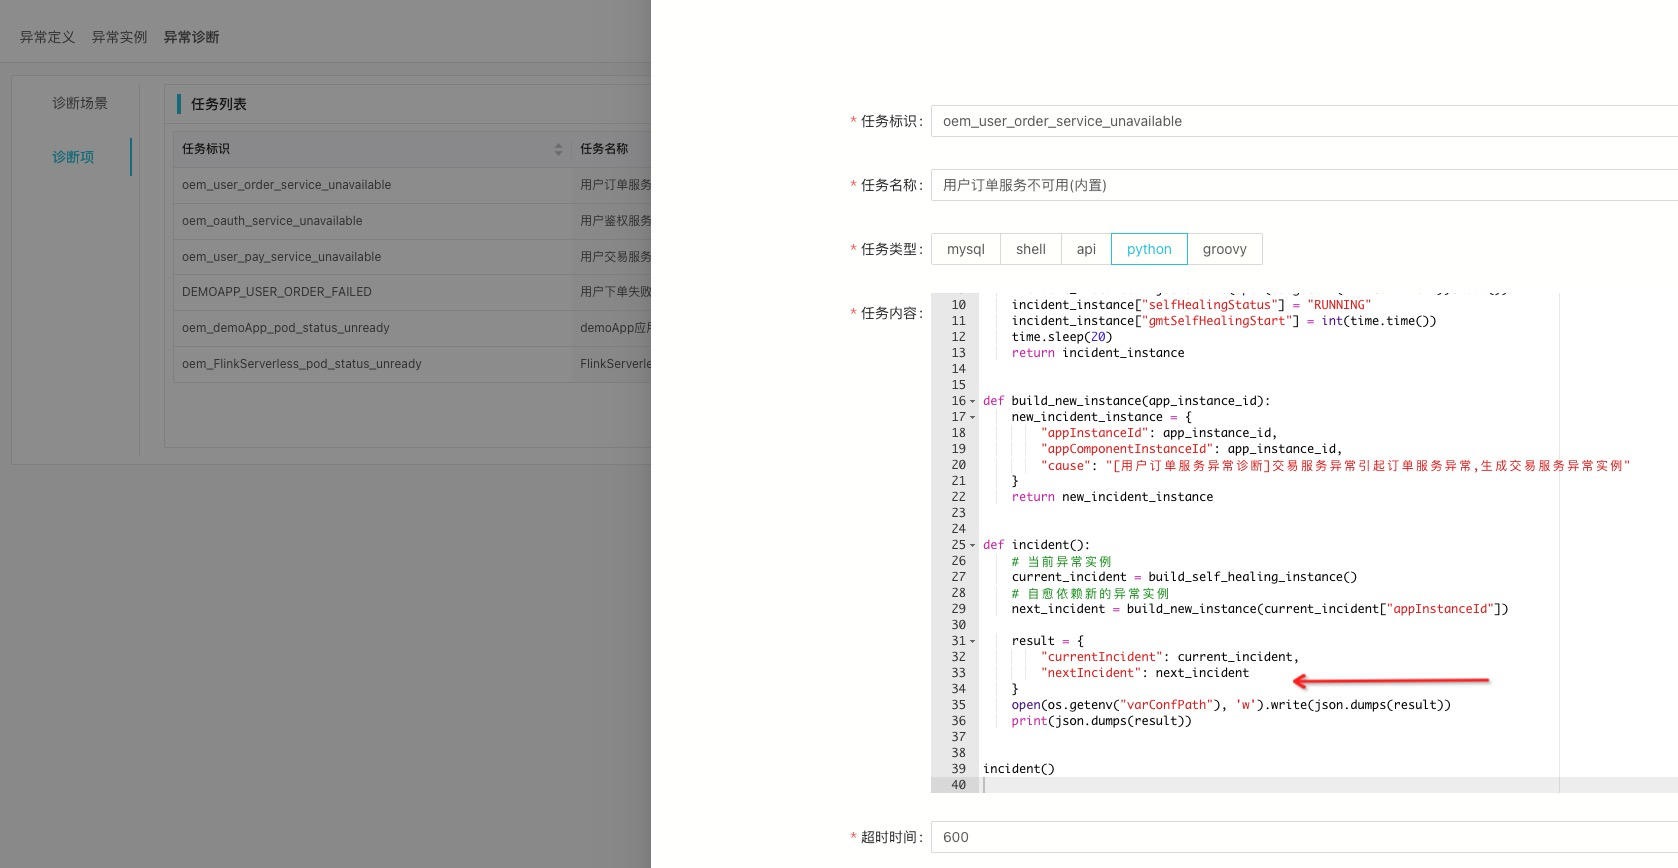 异常定义 异常实例 异常诊断
诊断场景
诊断项
任务列表
任务标识 任务名称
oem_user_order_service_unavailable 用户订单服务
oem_oauth_service_unavailable 用户鉴权服务
oem_user_pay_service_unavailable 用户交易服务
DEMOAPP_USER_ORDER_FAILED 用户下单失败
oem_demoApp_pod_status_unready demoApp应用
oem_FlinkServerless_pod_status_unready FlinkServerle
* 任务标识: oem_user_order_service_unavailable
* 任务名称: 用户订单服务不可用(内置)
* 任务类型: mysql shell api python groovy
* 任务内容:
10 incident_instance["selfHealingStatus"] = "RUNNING"
11 incident_instance["gmtSelfHealingStart"] = int(time.time())
12 time.sleep(20)
13 return incident_instance
14
15
16 def build_new_instance(app_instance_id):
17 new_incident_instance = {
18 "appInstanceId": app_instance_id,
19 "appComponentInstanceId": app_instance_id,
20 "cause": "[用户订单服务异常诊断]交易服务异常引起订单服务异常,生成交易服务异常实例"
21 }
22 return new_incident_instance
23
24
25 def incident():
26 # 当前异常实例
27 current_incident = build_self_healing_instance()
28 # 自愈依赖新的异常实例
29 next_incident = build_new_instance(current_incident["appInstanceId"])
30
31 result = {
32 "currentIncident": current_incident,
33 "nextIncident": next_incident
34 }
35 open(os.getenv("varConfPath"), 'w').write(json.dumps(result))
36 print(json.dumps(result))
37
38
39 incident()
40
* 超时时间: 600